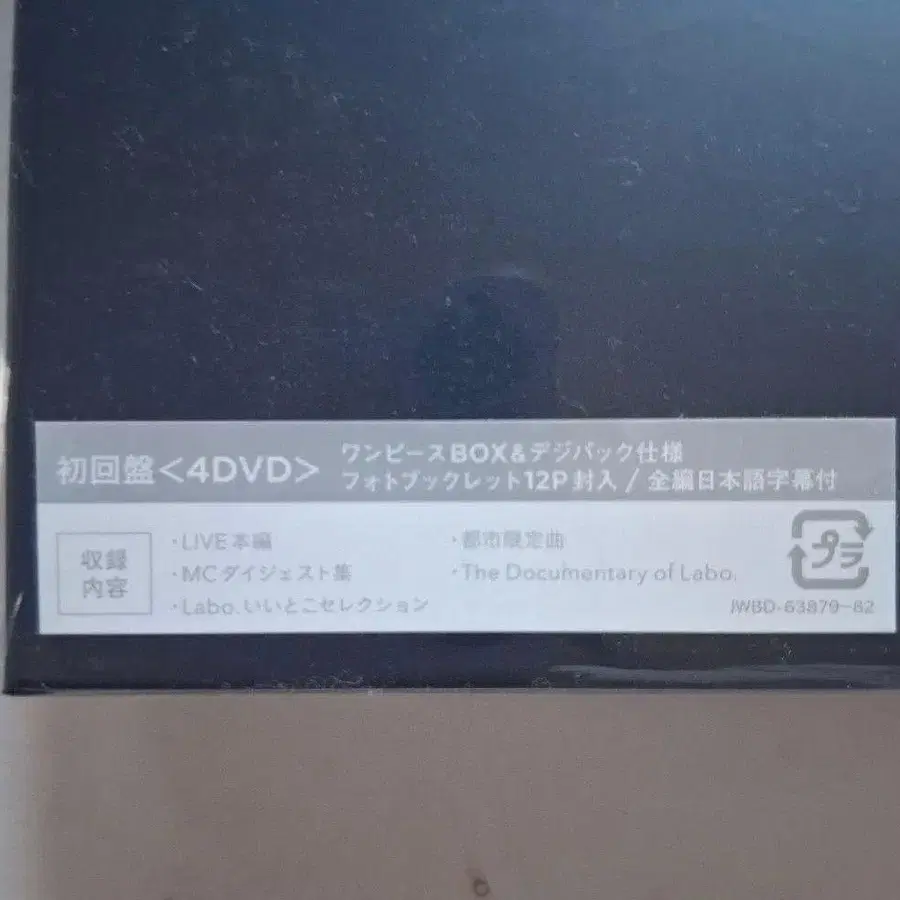 初回盤<4DVD>
ワンピースBOX&デジパック仕様
フォトブックレット12P封入 / 全編日本語字幕付
収録
内容
・LIVE本編
・MCダイジェスト集
・Labo.いいとこセレクション
・都市限定曲
・The Documentary of Labo.
プラ
JWBD-63879-82